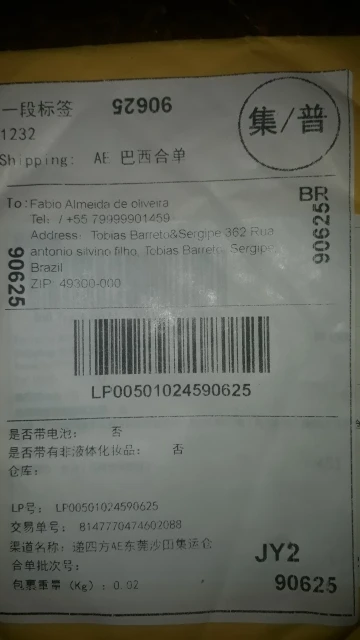 一段标签 90625
集/普
1232
Shipping: AE 巴西合单
To: Fabio Almeida de oliveira
BR
Tel: / +55 79999901459
Address: Tobias Barreto&Sergipe 362 Rua
antonio silvino filho, Tobias Barreto, Sergipe,
Brazil
ZIP: 49300-000
90625
90625
LP00501024590625
是否带电池: 否
是否带有非液体化妆品: 否
仓库:
LP号: LP00501024590625
交易单号: 8147770474602088
渠道名称: 递四方AE东莞沙田集运仓
合单批次号:
JY2
包裹重量(Kg): 0.02
90625